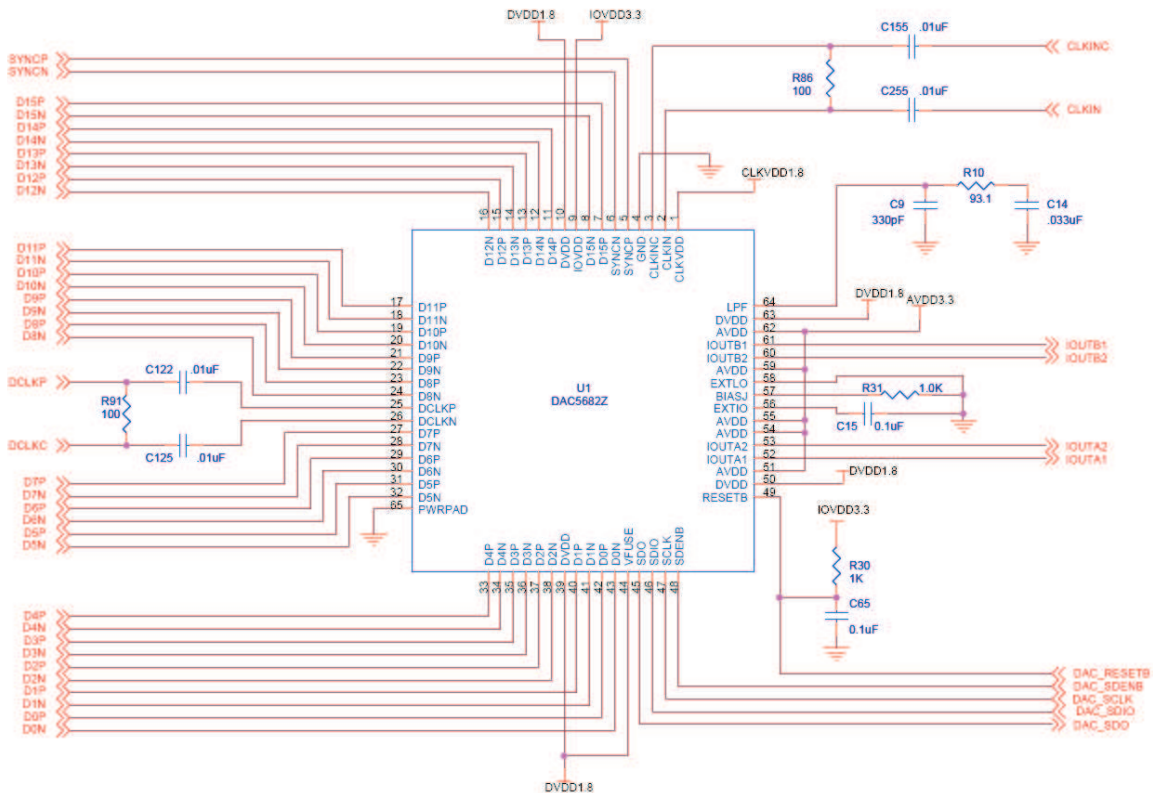 DVDD1.8
IOVDD3.3
SYNCP
SYNCN
D15P
D15N
D14P
D14N
D13P
D13N
D12P
D12N
C155 .01uF
CLKINC
R86
100
C255 .01uF
CLKIN
CLKVDD1.8
R10
93.1
C9
330pF
C14
.033uF
16 15 14 13 12 11 10 9 8 7 6 5 4 3 2 1
D12N D12P D13N D13P D14N D14P DVDD IOVDD D15N D15P SYNCN SYNCP GND CLKINC CLKIN CLKVDD
D11P
D11N
D10P
D10N
D9P
D9N
D8P
D8N
DCLKP
C122 .01uF
R91
100
DCLKC
C125 .01uF
D7P
D7N
D6P
D6N
D5P
D5N
17 D11P
18 D11N
19 D10P
20 D10N
21 D9P
22 D9N
23 D8P
24 D8N
25 DCLKP
26 DCLKN
27 D7P
28 D7N
29 D6P
30 D6N
31 D5P
32 D5N
65 PWRPAD
U1
DAC5682Z
LPF 64
DVDD 63
AVDD 62
IOUTB1 61
IOUTB2 60
AVDD 59
EXTLO 58
BIASJ 57
EXTIO 56
AVDD 55
AVDD 54
IOUTA2 53
IOUTA1 52
AVDD 51
DVDD 50
RESETB 49
DVDD1.8
AVDD3.3
IOUTB1
IOUTB2
R31 1.0K
C15 0.1uF
IOUTA2
IOUTA1
DVDD1.8
IOVDD3.3
R30
1K
C65
0.1uF
D4P D4N D3P D3N D2P D2N DVDD D1P D1N D0P D0N VFUSE SDO SDIO SCLK SDENB
33 34 35 36 37 38 39 40 41 42 43 44 45 46 47 48
D4P
D4N
D3P
D3N
D2P
D2N
D1P
D1N
D0P
D0N
DAC_RESETB
DAC_SDENB
DAC_SCLK
DAC_SDIO
DAC_SDO
DVDD1.8